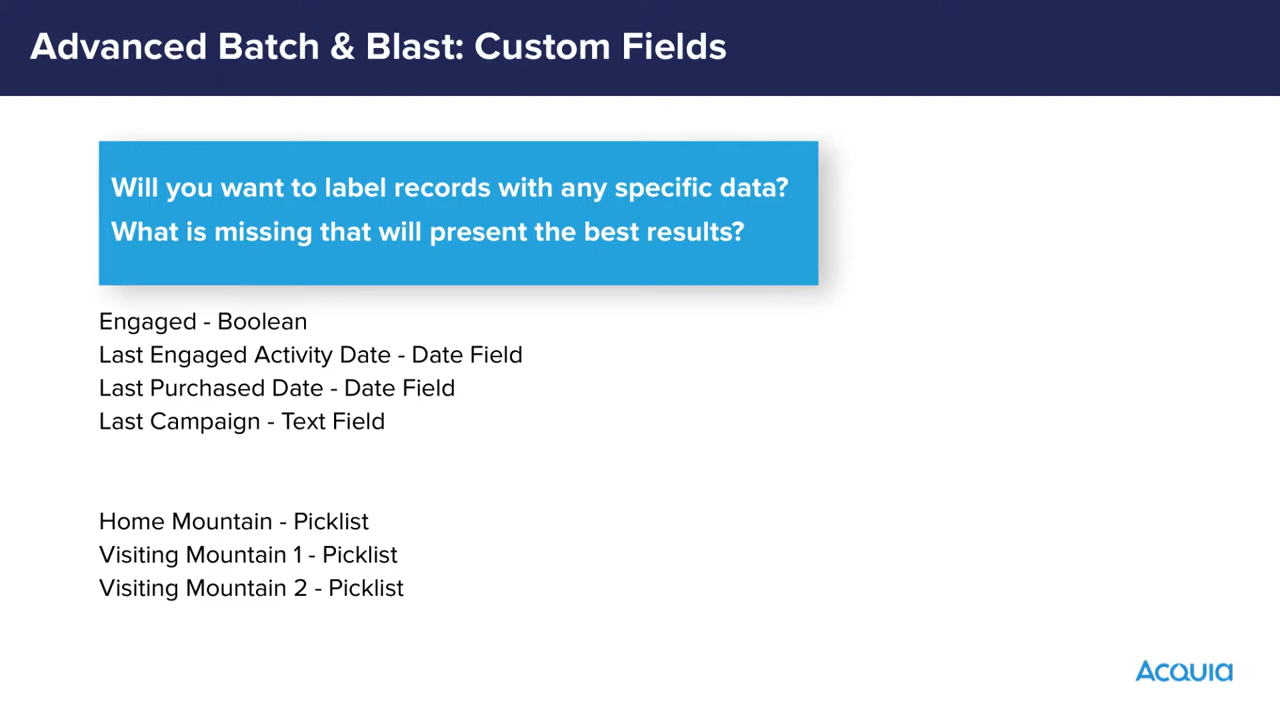 Advanced Batch & Blast: Custom Fields
Will you want to label records with any specific data?
What is missing that will present the best results?
Engaged - Boolean
Last Engaged Activity Date - Date Field
Last Purchased Date - Date Field
Last Campaign - Text Field
Home Mountain - Picklist
Visiting Mountain 1 - Picklist
Visiting Mountain 2 - Picklist
Acquia